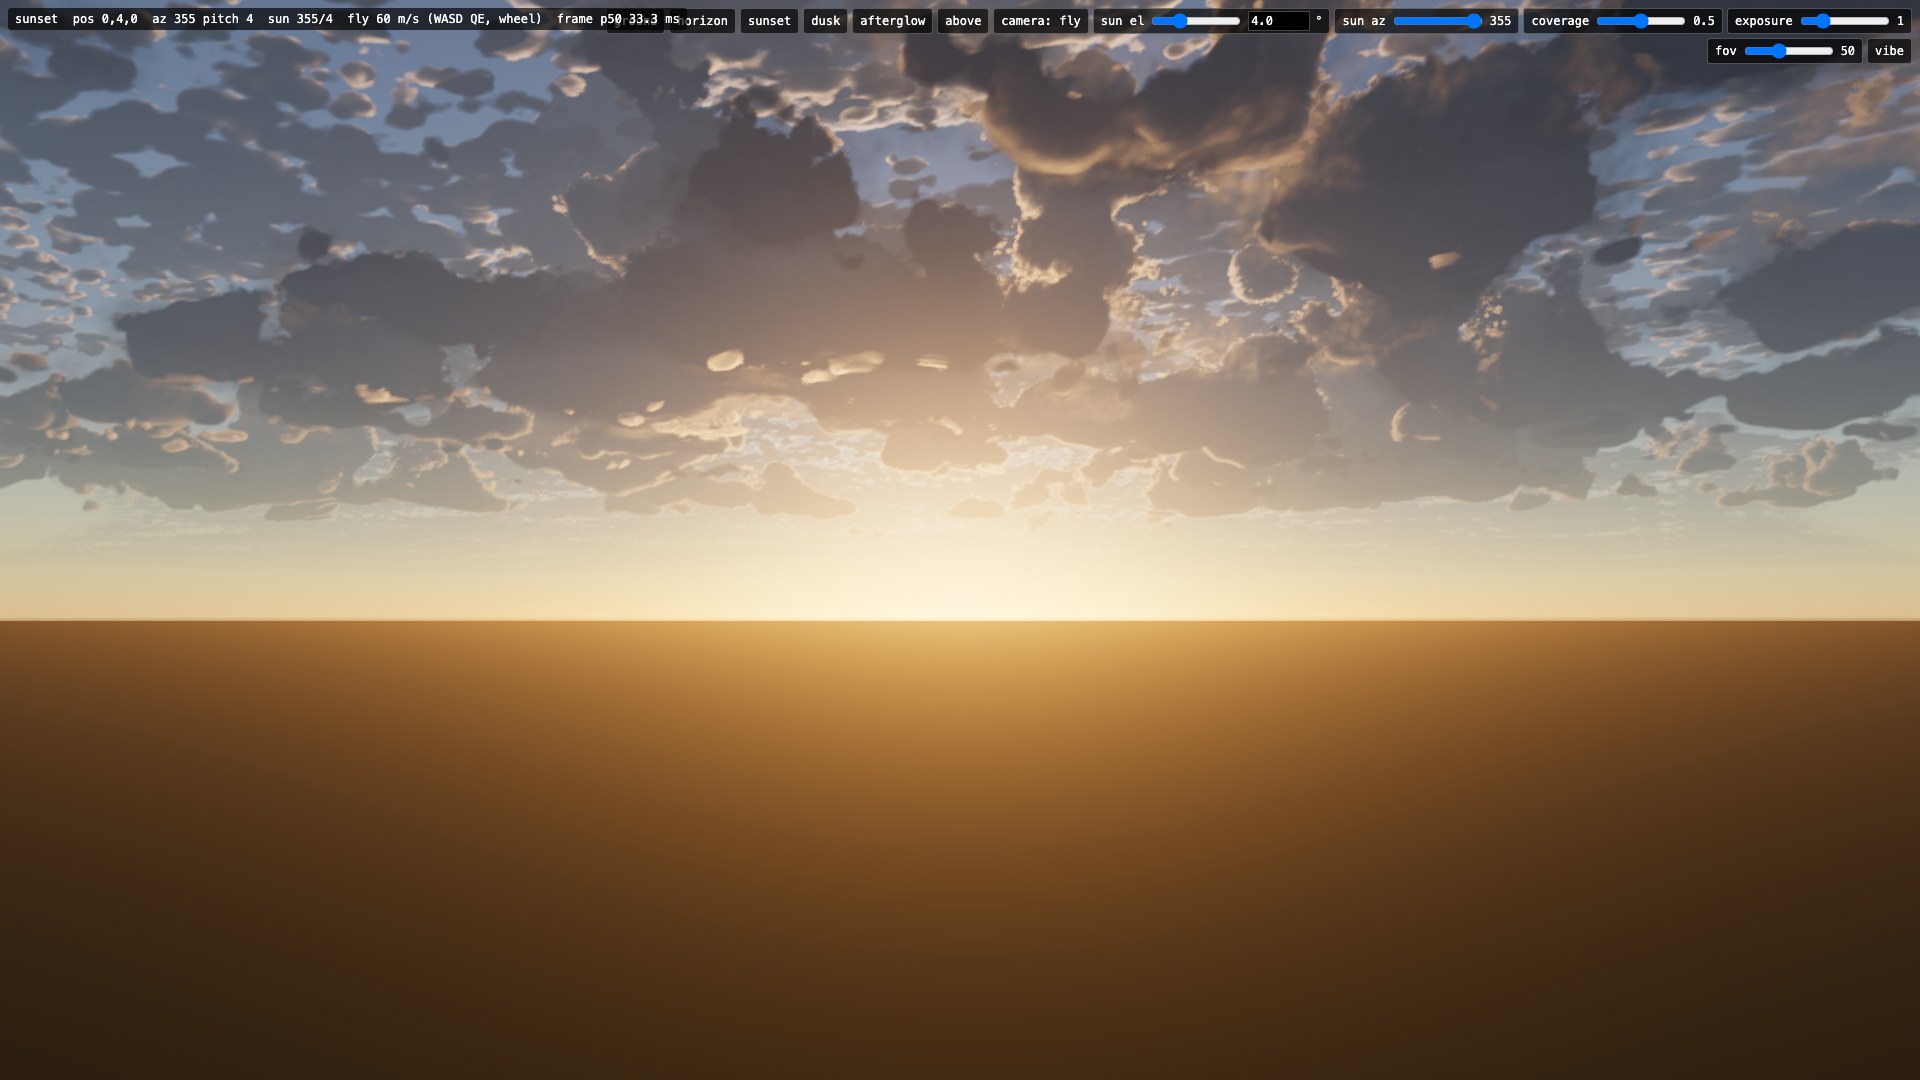 sunset pos 0,4,0 az 355 pitch 4 sun 355/4 fly 60 m/s (WASD QE, wheel) frame p50 33.3 ms
sunset dusk afterglow above camera: fly sun el 4.0 ° sun az 355 coverage 0.5 exposure 1
fov 50 vibe